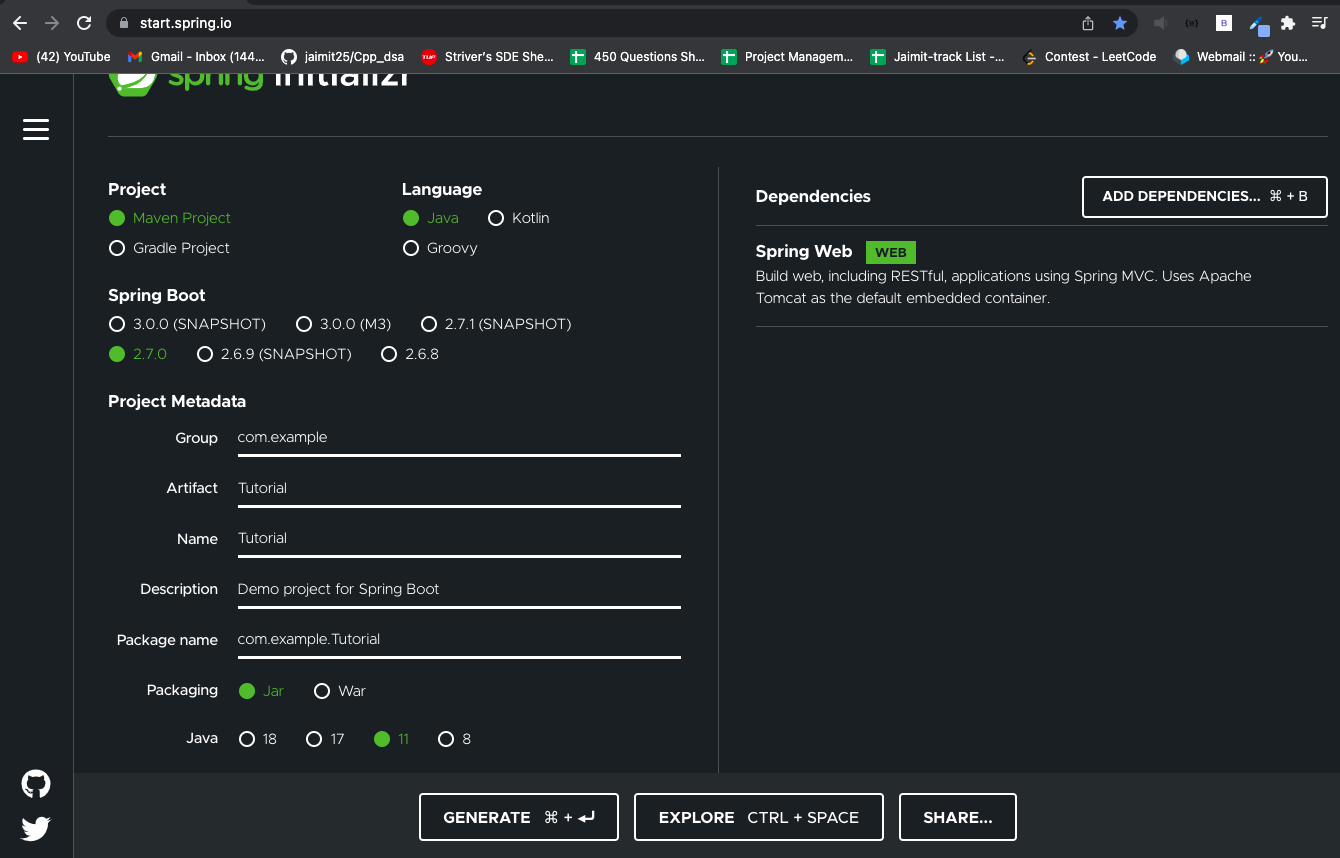 start.spring.io
(42) YouTube Gmail - Inbox (144... jaimit25/Cpp_dsa Striver's SDE She... 450 Questions Sh... Project Managem... Jaimit-track List -... Contest - LeetCode Webmail :: 🚀 You...
spring initializr
Project
Maven Project
Gradle Project
Language
Java Kotlin
Groovy
Spring Boot
3.0.0 (SNAPSHOT) 3.0.0 (M3) 2.7.1 (SNAPSHOT)
2.7.0 2.6.9 (SNAPSHOT) 2.6.8
Project Metadata
Group com.example
Artifact Tutorial
Name Tutorial
Description Demo project for Spring Boot
Package name com.example.Tutorial
Packaging Jar War
Java 18 17 11 8
Dependencies
ADD DEPENDENCIES... ⌘ + B
Spring Web WEB
Build web, including RESTful, applications using Spring MVC. Uses Apache
Tomcat as the default embedded container.
GENERATE ⌘ + ⏎ EXPLORE CTRL + SPACE SHARE...